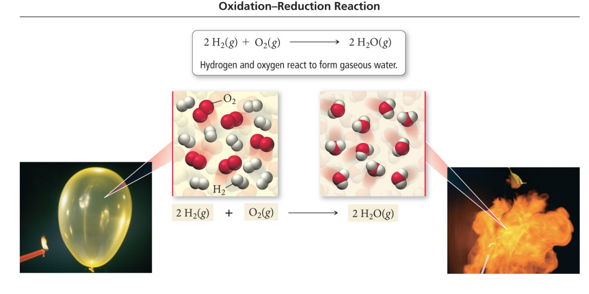 Oxidation–Reduction Reaction
2 H₂(g) + O₂(g) ⟶ 2 H₂O(g)
Hydrogen and oxygen react to form gaseous water.
O₂
H₂
2 H₂(g) + O₂(g) ⟶ 2 H₂O(g)